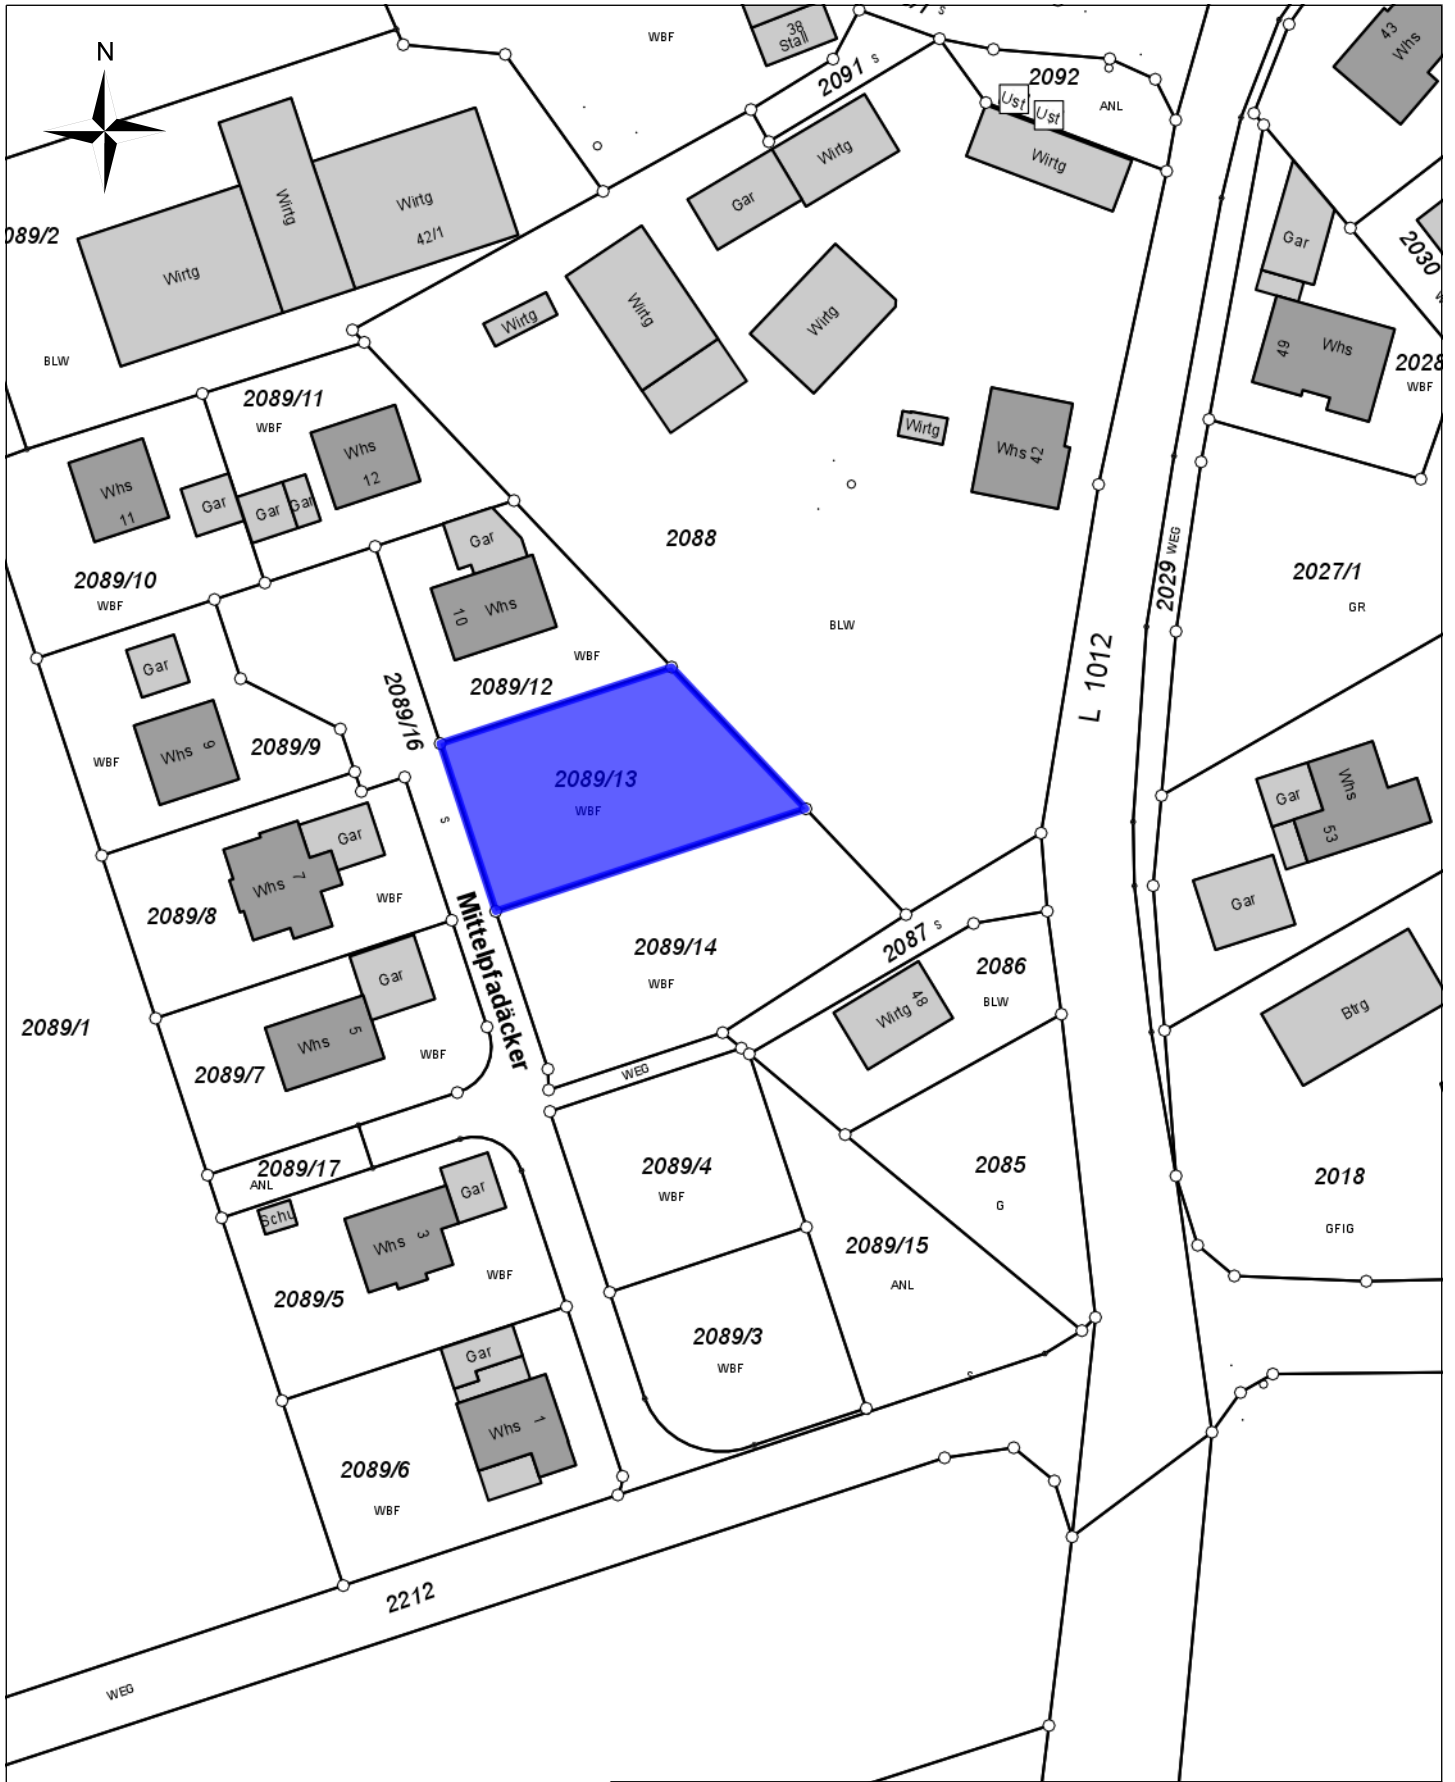 N
WBF
38
Stall
2091
S
2092
ANL
Ust
Ust
Wirtg
43
Whs
Wirtg
Wirtg
42/1
Wirtg
Wirtg
Gar
Wirtg
089/2
BLW
Wirtg
Wirtg
Wirtg
Gar
2030
49
Whs
2028
WBF
2089/11
WBF
Whs
12
Whs
11
Gar
Gar
Gar
Wirtg
Whs
42
2088
BLW
Gar
10
Whs
WBF
2089/10
WBF
2029
WEG
2027/1
GR
Gar
Whs
9
WBF
2089/9
2089/16
2089/12
L 1012
2089/13
WBF
S
Gar
Whs
7
WBF
2089/8
Gar
Whs
53
Gar
Mittelpfadäcker
2089/14
WBF
2087
S
2086
BLW
Wirtg
48
Btrg
2089/1
Gar
Whs
5
WBF
2089/7
WEG
2089/17
ANL
Schu
Gar
Whs
3
WBF
2089/5
2089/4
WBF
2085
G
2018
GFIG
2089/15
ANL
2089/3
WBF
S
Gar
Whs
1
2089/6
WBF
2212
WEG